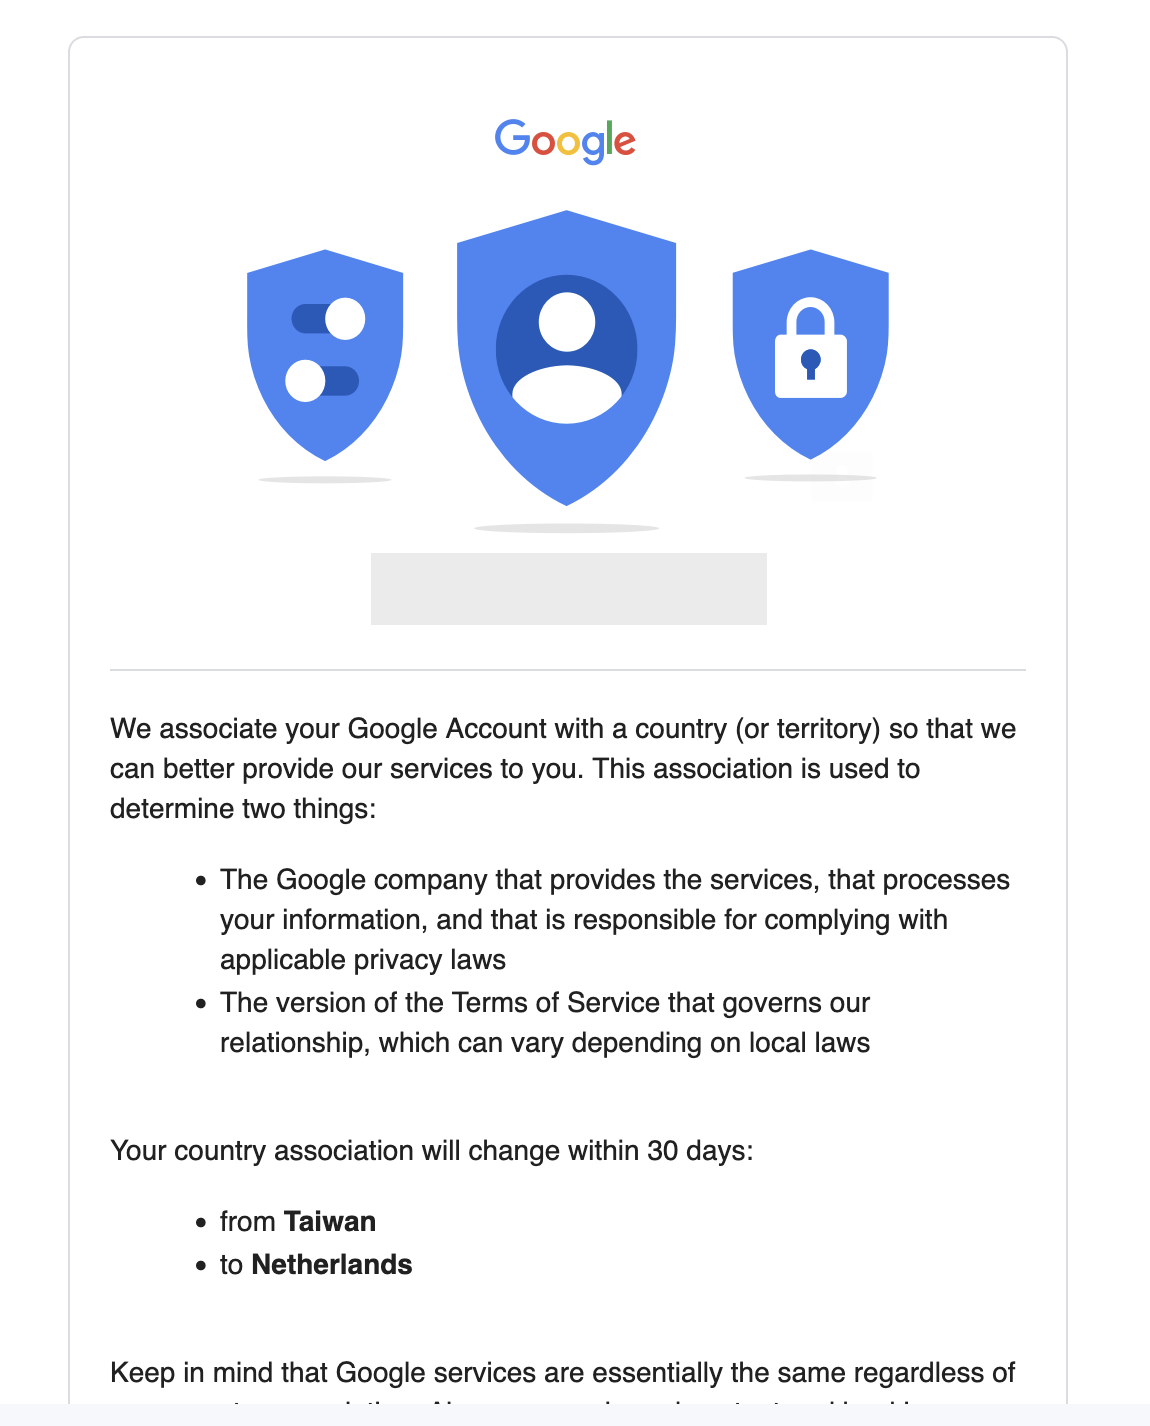 Google
We associate your Google Account with a country (or territory) so that we
can better provide our services to you. This association is used to
determine two things:
• The Google company that provides the services, that processes
your information, and that is responsible for complying with
applicable privacy laws
• The version of the Terms of Service that governs our
relationship, which can vary depending on local laws
Your country association will change within 30 days:
• from Taiwan
• to Netherlands
Keep in mind that Google services are essentially the same regardless of